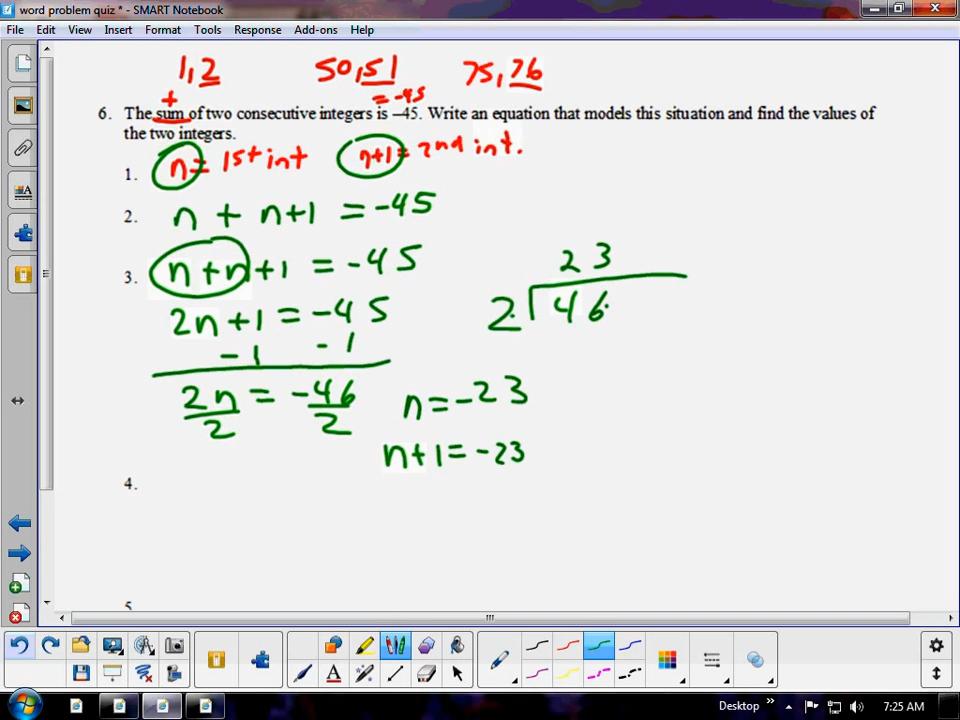 word problem quiz * - SMART Notebook
File Edit View Insert Format Tools Response Add-ons Help
1,2 50,51 75,76
+ = -45
6. The sum of two consecutive integers is –45. Write an equation that models this situation and find the values of
the two integers.
1. n = 1st int n+1 = 2nd int.
2. n + n+1 = -45
3. n+n+1 = -45
23
2 46
2n +1 = -45
-1 -1
2n = -46
2 2
n = -23
n+1 = -23
4.
5.
Desktop » 7:25 AM